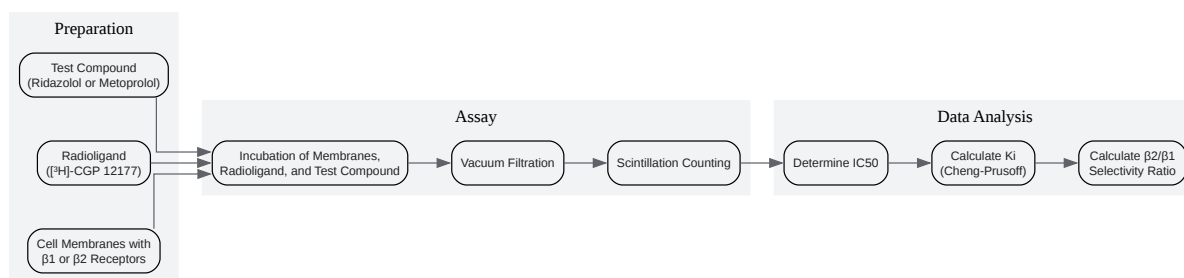 Preparation
Test Compound
(Ridazolol or Metoprolol)
Radioligand
([³H]-CGP 12177)
Cell Membranes with
β1 or β2 Receptors
Assay
Incubation of Membranes,
Radioligand, and Test Compound
Vacuum Filtration
Scintillation Counting
Data Analysis
Determine IC50
Calculate Ki
(Cheng-Prusoff)
Calculate β2/β1
Selectivity Ratio